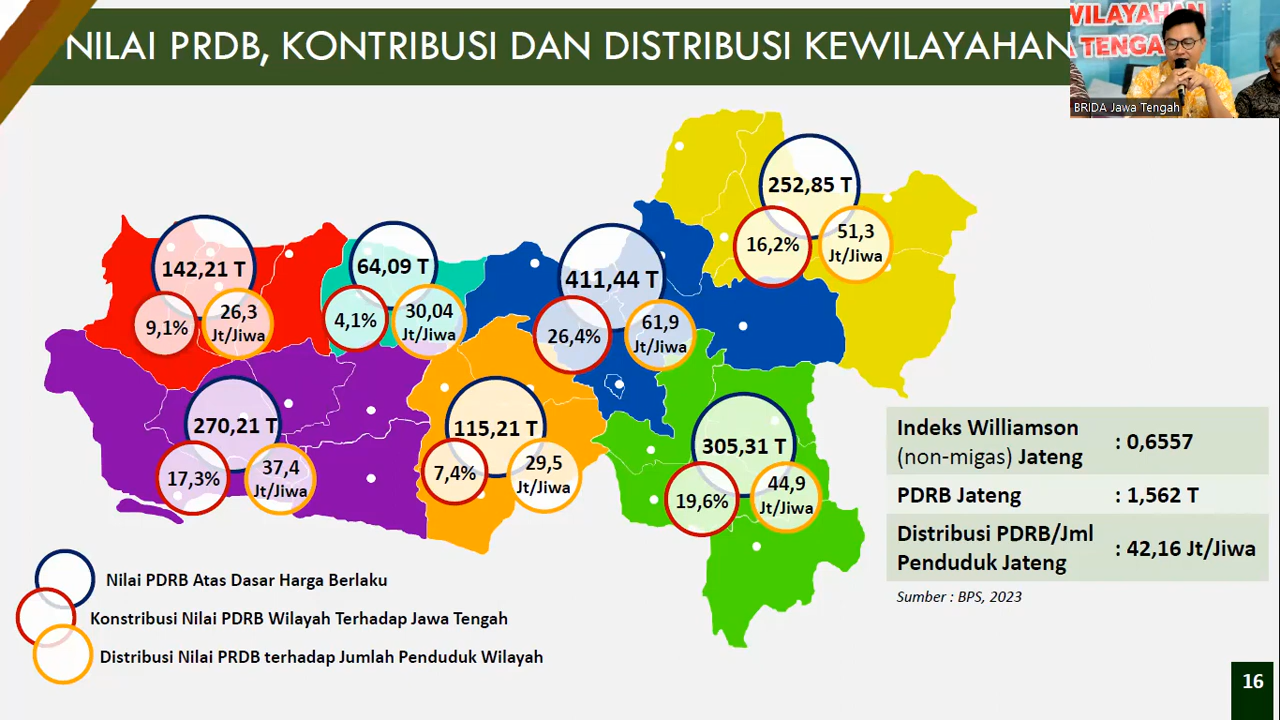 NILAI PRDB, KONTRIBUSI DAN DISTRIBUSI KEWILAYAHAN
WILAYAHAN
A TENGAH
BRIDA Jawa Tengah
252,85 T
16,2%
51,3
Jt/Jiwa
142,21 T
9,1%
26,3
Jt/Jiwa
64,09 T
4,1%
30,04
Jt/Jiwa
411,44 T
26,4%
61,9
Jt/Jiwa
270,21 T
17,3%
37,4
Jt/Jiwa
115,21 T
7,4%
29,5
Jt/Jiwa
305,31 T
19,6%
44,9
Jt/Jiwa
Indeks Williamson
(non-migas) Jateng : 0,6557
PDRB Jateng : 1,562 T
Distribusi PDRB/Jml
Penduduk Jateng : 42,16 Jt/Jiwa
Sumber : BPS, 2023
Nilai PDRB Atas Dasar Harga Berlaku
Konstribusi Nilai PDRB Wilayah Terhadap Jawa Tengah
Distribusi Nilai PRDB terhadap Jumlah Penduduk Wilayah
16